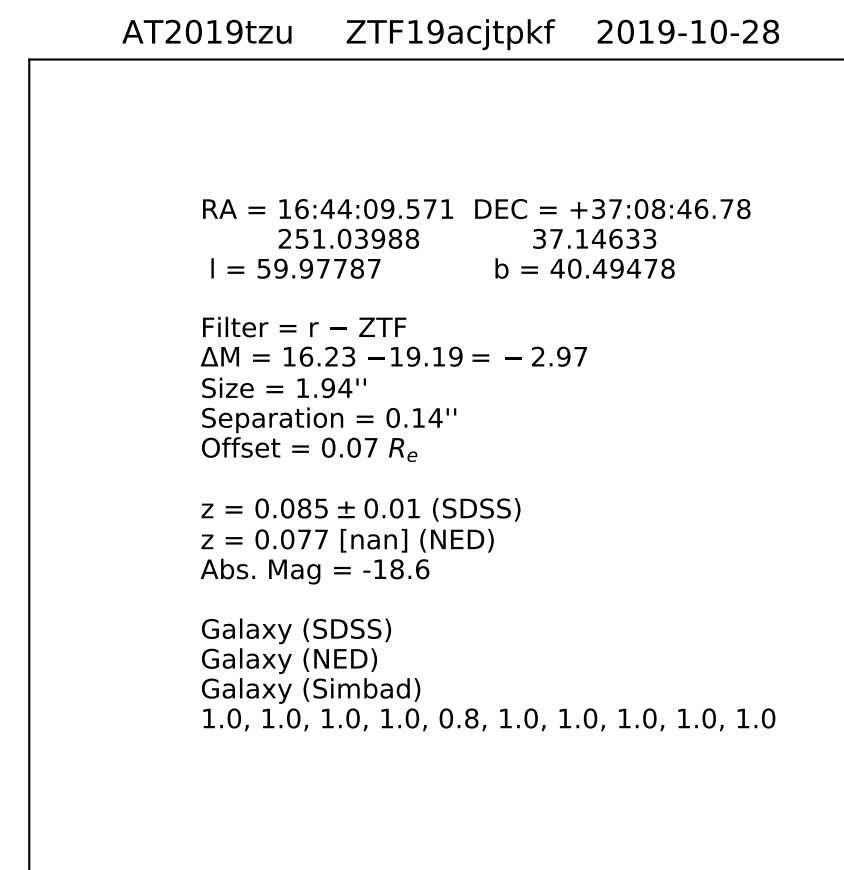 AT2019tzu ZTF19acjtpkf 2019-10-28
RA = 16:44:09.571 DEC = +37:08:46.78
251.03988 37.14633
l = 59.97787 b = 40.49478
Filter = r − ZTF
ΔM = 16.23 −19.19 = − 2.97
Size = 1.94''
Separation = 0.14''
Offset = 0.07 Rₑ
z = 0.085 ± 0.01 (SDSS)
z = 0.077 [nan] (NED)
Abs. Mag = -18.6
Galaxy (SDSS)
Galaxy (NED)
Galaxy (Simbad)
1.0, 1.0, 1.0, 1.0, 0.8, 1.0, 1.0, 1.0, 1.0, 1.0